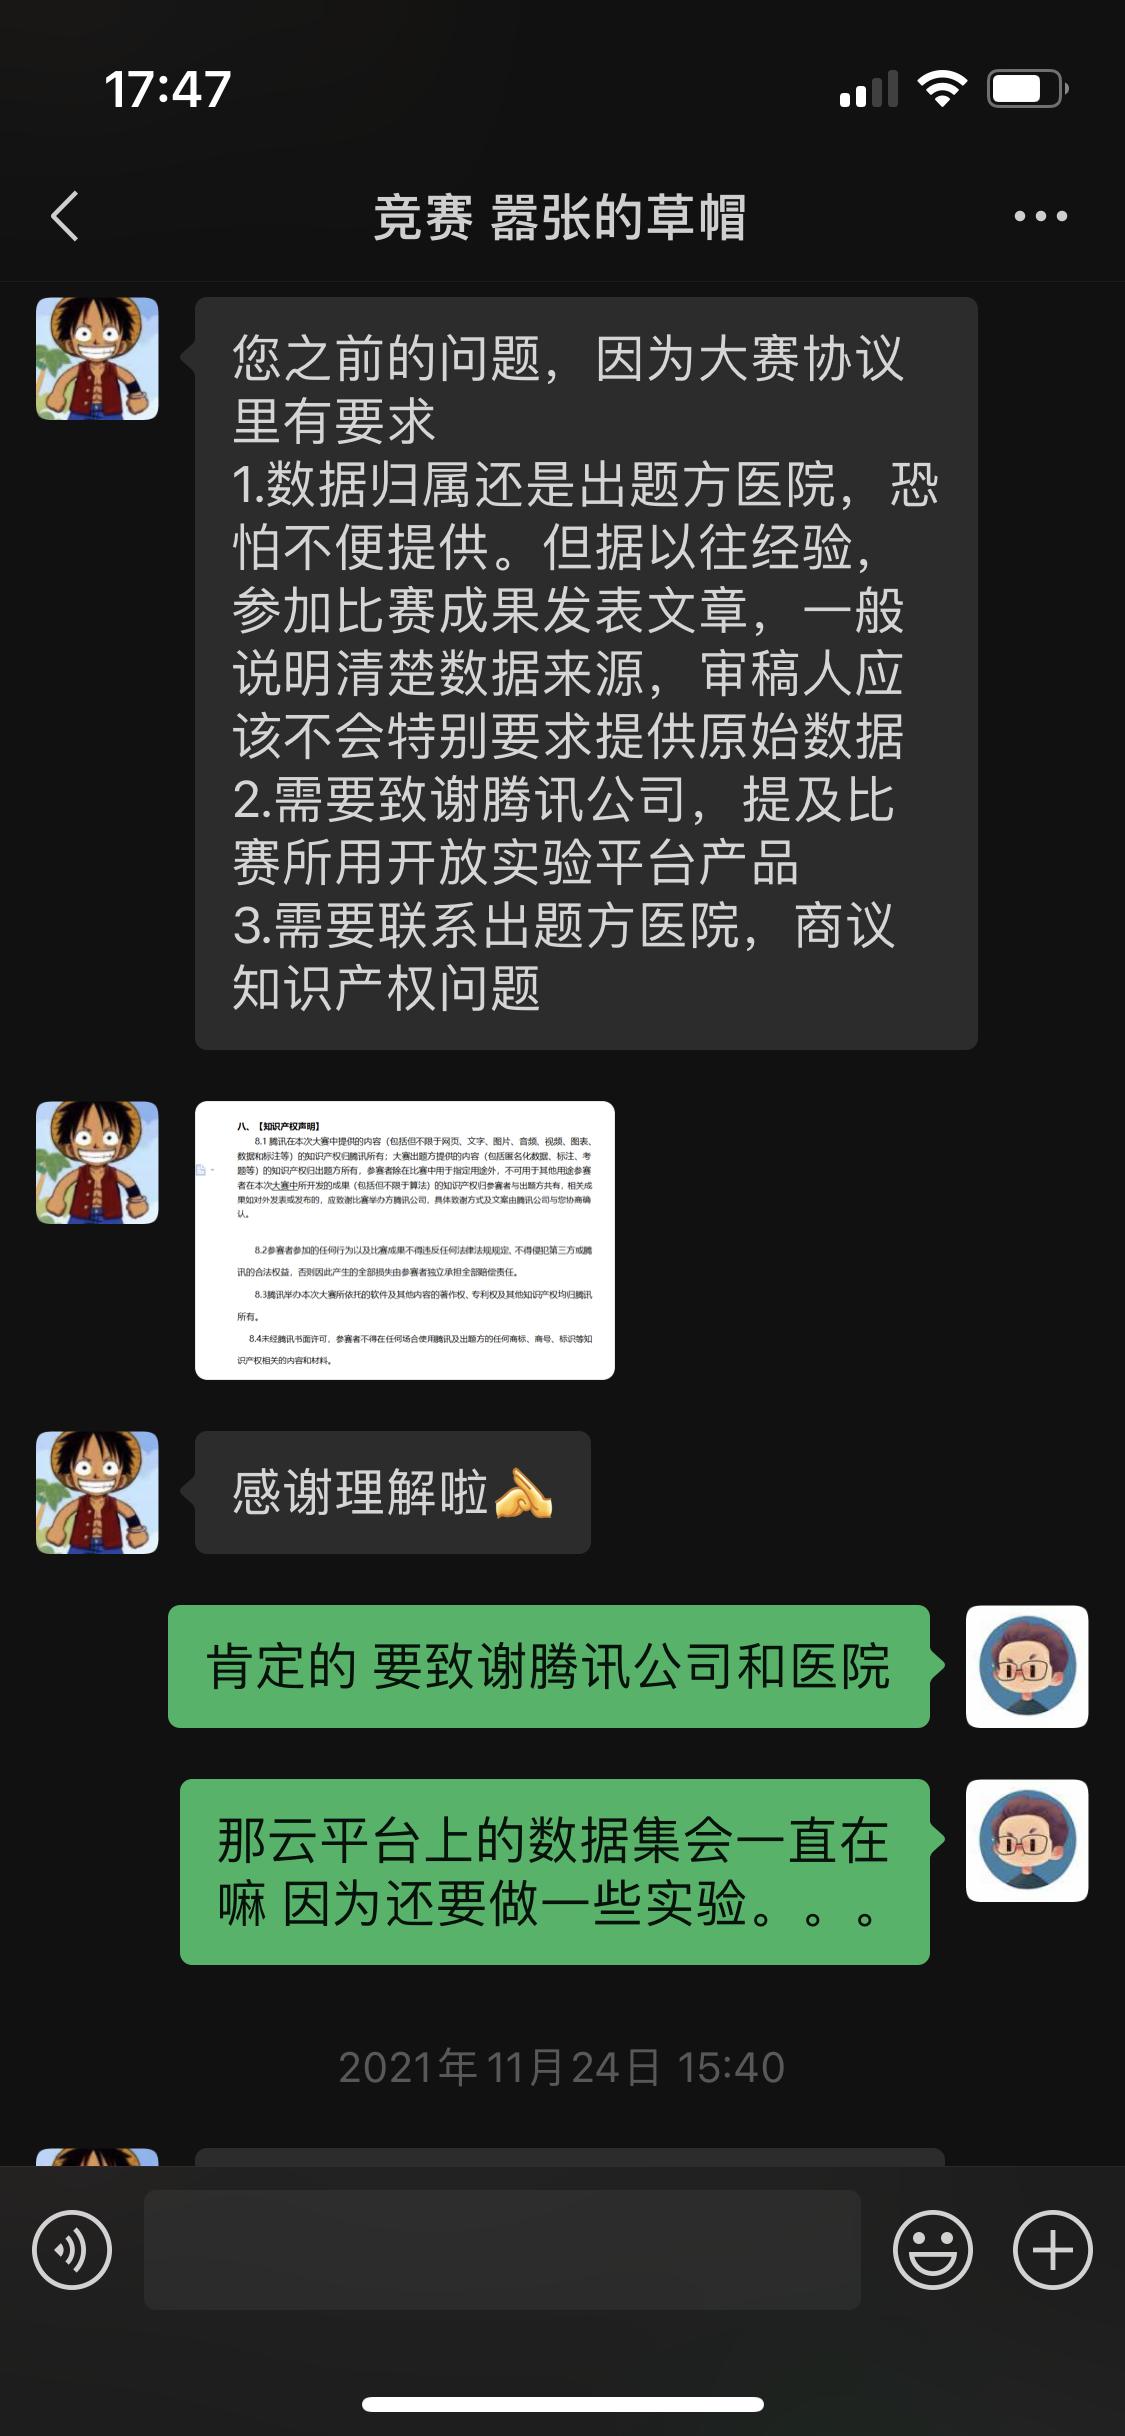 17:47
竞赛 嚣张的草帽
您之前的问题，因为大赛协议
里有要求
1.数据归属还是出题方医院，恐
怕不便提供。但据以往经验，
参加比赛成果发表文章，一般
说明清楚数据来源，审稿人应
该不会特别要求提供原始数据
2.需要致谢腾讯公司，提及比
赛所用开放实验平台产品
3.需要联系出题方医院，商议
知识产权问题
八、【知识产权声明】
8.1 腾讯在本次大赛中提供的内容（包括但不限于网页、文字、图片、音频、视频、图表、
数据和标注等）的知识产权归腾讯所有；大赛出题方提供的内容（包括匿名化数据、标注、考
题等）的知识产权归出题方所有，参赛者除在比赛中用于指定用途外，不可用于其他用途参赛
者在本次大赛中所开发的成果（包括但不限于算法）的知识产权归参赛者与出题方共有，相关成
果如对外发表或发布的，应致谢比赛举办方腾讯公司，具体致谢方式及文案由腾讯公司与您协商确
认。
8.2参赛者参加的任何行为以及比赛成果不得违反任何法律法规规定、不得侵犯第三方或腾
讯的合法权益，否则因此产生的全部损失由参赛者独立承担全部赔偿责任。
8.3腾讯举办本次大赛所依托的软件及其他内容的著作权、专利权及其他知识产权均归腾讯
所有。
8.4未经腾讯书面许可，参赛者不得在任何场合使用腾讯及出题方的任何商标、商号、标识等知
识产权相关的内容和材料。
感谢理解啦
肯定的 要致谢腾讯公司和医院
那云平台上的数据集会一直在
嘛 因为还要做一些实验。。。
2021年11月24日 15:40